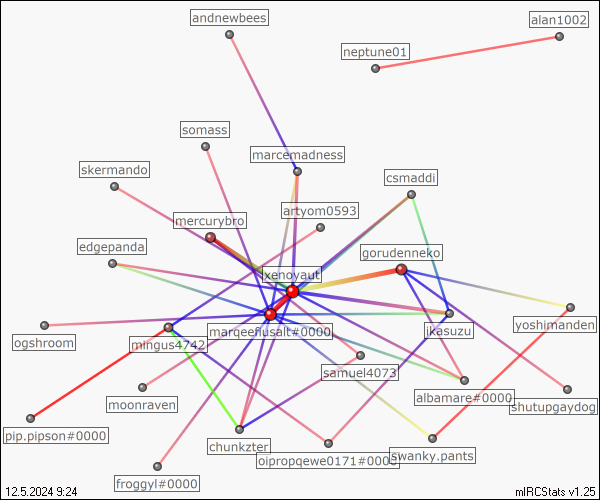 andnewbees
alan1002
neptune01
somass
marcemadness
skermando
csmaddi
artyom0593
mercurybro
edgepanda
gorudenneko
xenoyaut
yoshimanden
ogshroom
mingus4742
marqeefiusalt#0000
jkasuzu
samuel4073
albamare#0000
shutupgaydog
moonraven
pip.pipson#0000
chunkzter
oipropqewe0171#0000
swanky.pants
froggyl#0000
12.5.2024 9:24
mIRCStats v1.25